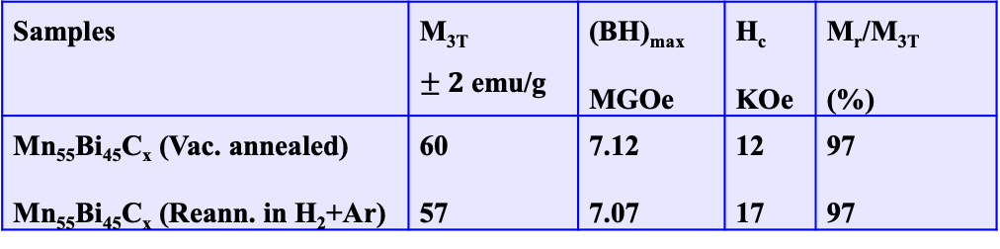 Samples M₃T (BH)max Hc Mr/M₃T
± 2 emu/g MGOe KOe (%)
Mn₅₅Bi₄₅Cₓ (Vac. annealed) 60 7.12 12 97
Mn₅₅Bi₄₅Cₓ (Reann. in H₂+Ar) 57 7.07 17 97